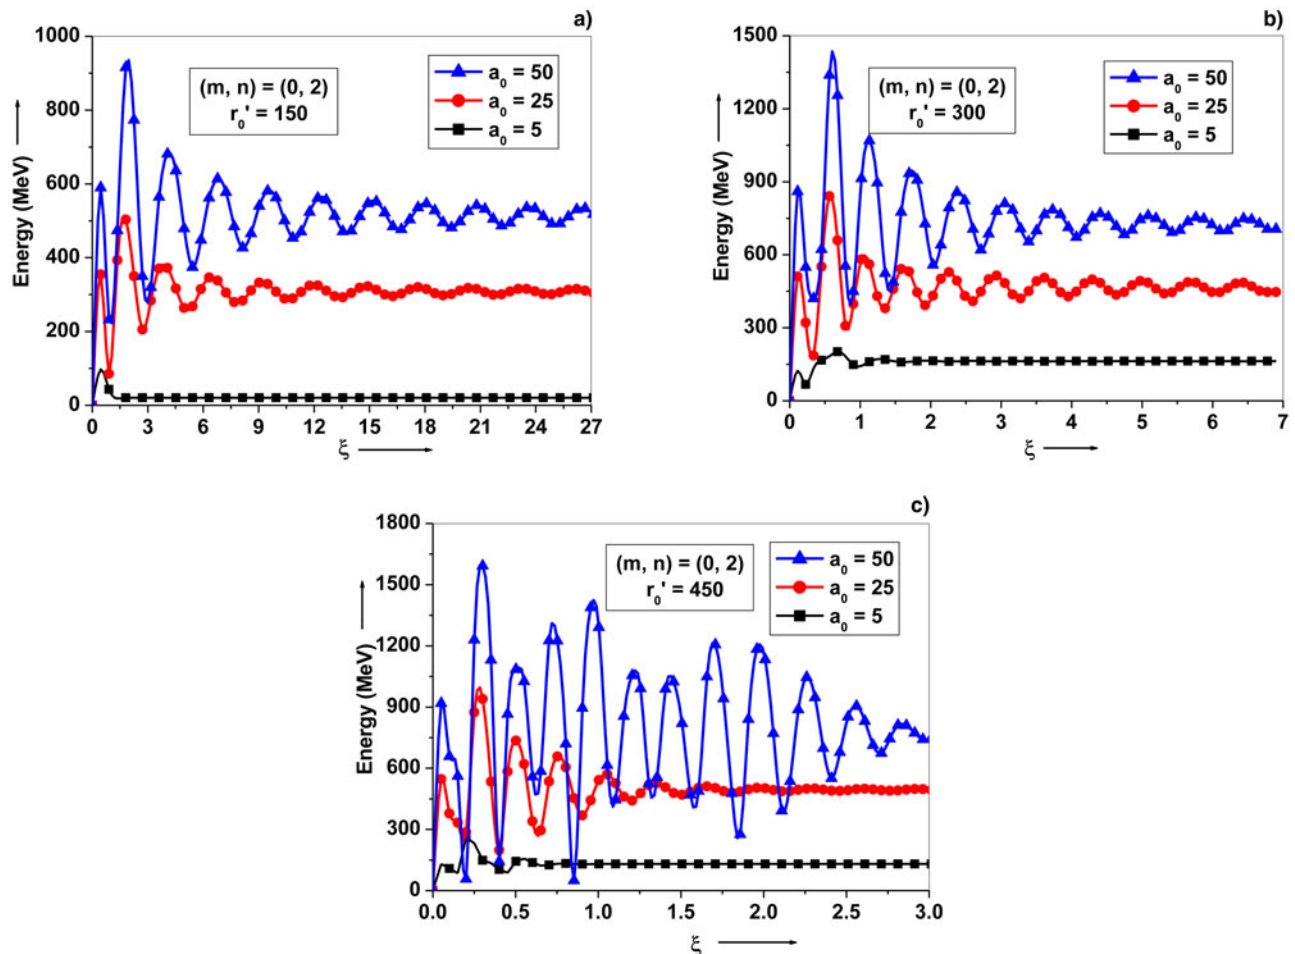 a)
1000
800
600
400
200
0
Energy (MeV)
(m, n) = (0, 2)
r₀' = 150
a₀ = 50
a₀ = 25
a₀ = 5
0 3 6 9 12 15 18 21 24 27
ξ
b)
1500
1200
900
600
300
0
Energy (MeV)
(m, n) = (0, 2)
r₀' = 300
a₀ = 50
a₀ = 25
a₀ = 5
0 1 2 3 4 5 6 7
ξ
c)
1800
1500
1200
900
600
300
0
Energy (MeV)
(m, n) = (0, 2)
r₀' = 450
a₀ = 50
a₀ = 25
a₀ = 5
0.0 0.5 1.0 1.5 2.0 2.5 3.0
ξ